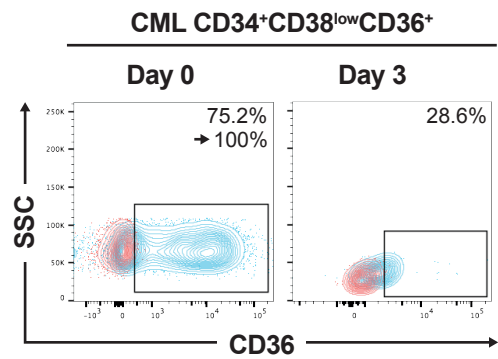 CML CD34⁺CD38ˡᵒʷCD36⁺
Day 0
Day 3
75.2%
→ 100%
28.6%
SSC
250K
200K
150K
100K
50K
0
-10³ 0 10³ 10⁴ 10⁵
0 10³ 10⁴ 10⁵
CD36